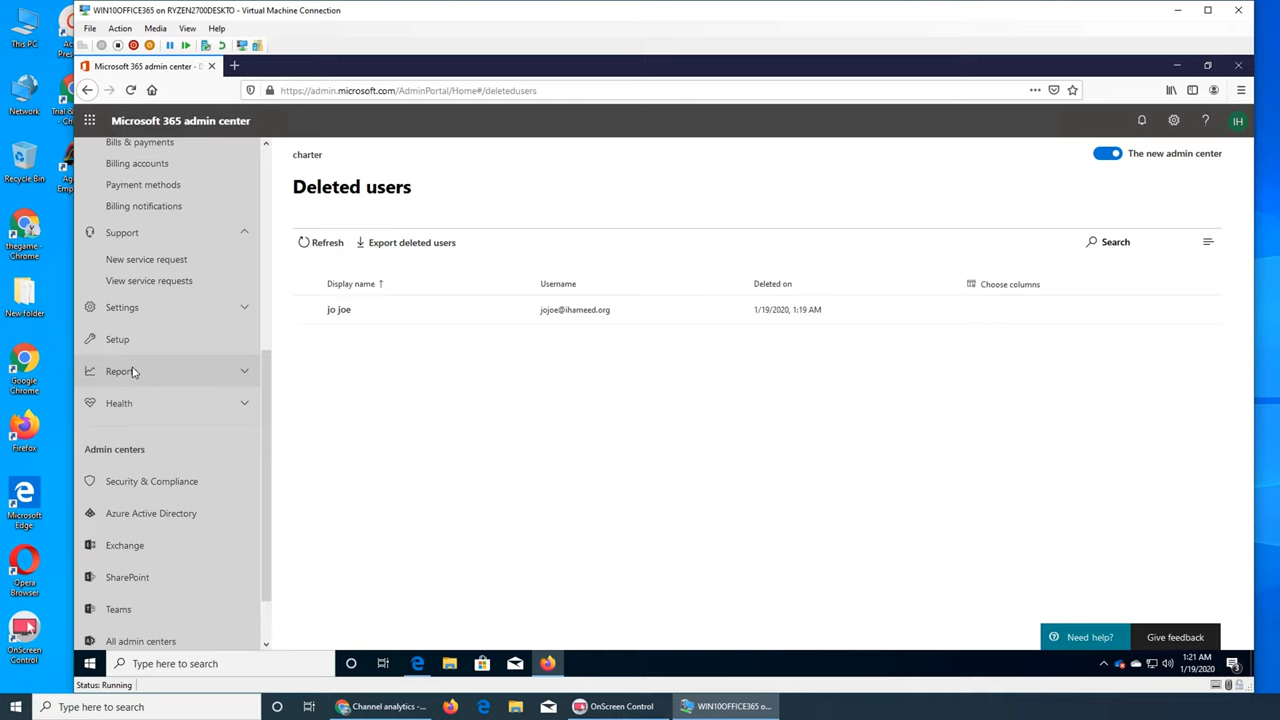 WIN10OFFICE365 on RYZEN2700DESKTO - Virtual Machine Connection
File Action Media View Help
Microsoft 365 admin center - D
https://admin.microsoft.com/AdminPortal/Home#/deletedusers
Microsoft 365 admin center
IH
Bills & payments
Billing accounts
Payment methods
Billing notifications
Support
New service request
View service requests
Settings
Setup
Report
Health
Admin centers
Security & Compliance
Azure Active Directory
Exchange
SharePoint
Teams
All admin centers
charter
The new admin center
Deleted users
Refresh Export deleted users Search
Display name ↑ Username Deleted on Choose columns
jo joe jojoe@ihameed.org 1/19/2020, 1:19 AM
Need help? Give feedback
Type here to search
1:21 AM
1/19/2020
3
Status: Running
Type here to search
Channel analytics -...
OnScreen Control
WIN10OFFICE365 o...
This PC
Network
Recycle Bin
thegame -
Chrome
New folder
Google
Chrome
Firefox
Microsoft
Edge
Opera
Browser
OnScreen
Control